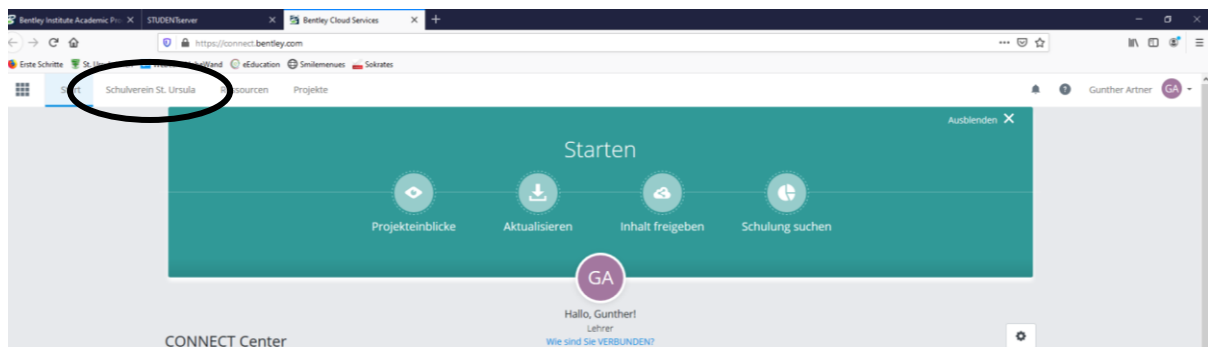 Bentley Institute Academic Pro STUDENTserver Bentley Cloud Services
https://connect.bentley.com
Erste Schritte eEducation Smilemenues Sokrates
Start Schulverein St. Ursula Ressourcen Projekte Gunther Artner GA
Ausblenden
Starten
Projekteinblicke Aktualisieren Inhalt freigeben Schulung suchen
GA
Hallo, Gunther!
Lehrer
CONNECT Center Wie sind Sie VERBUNDEN?